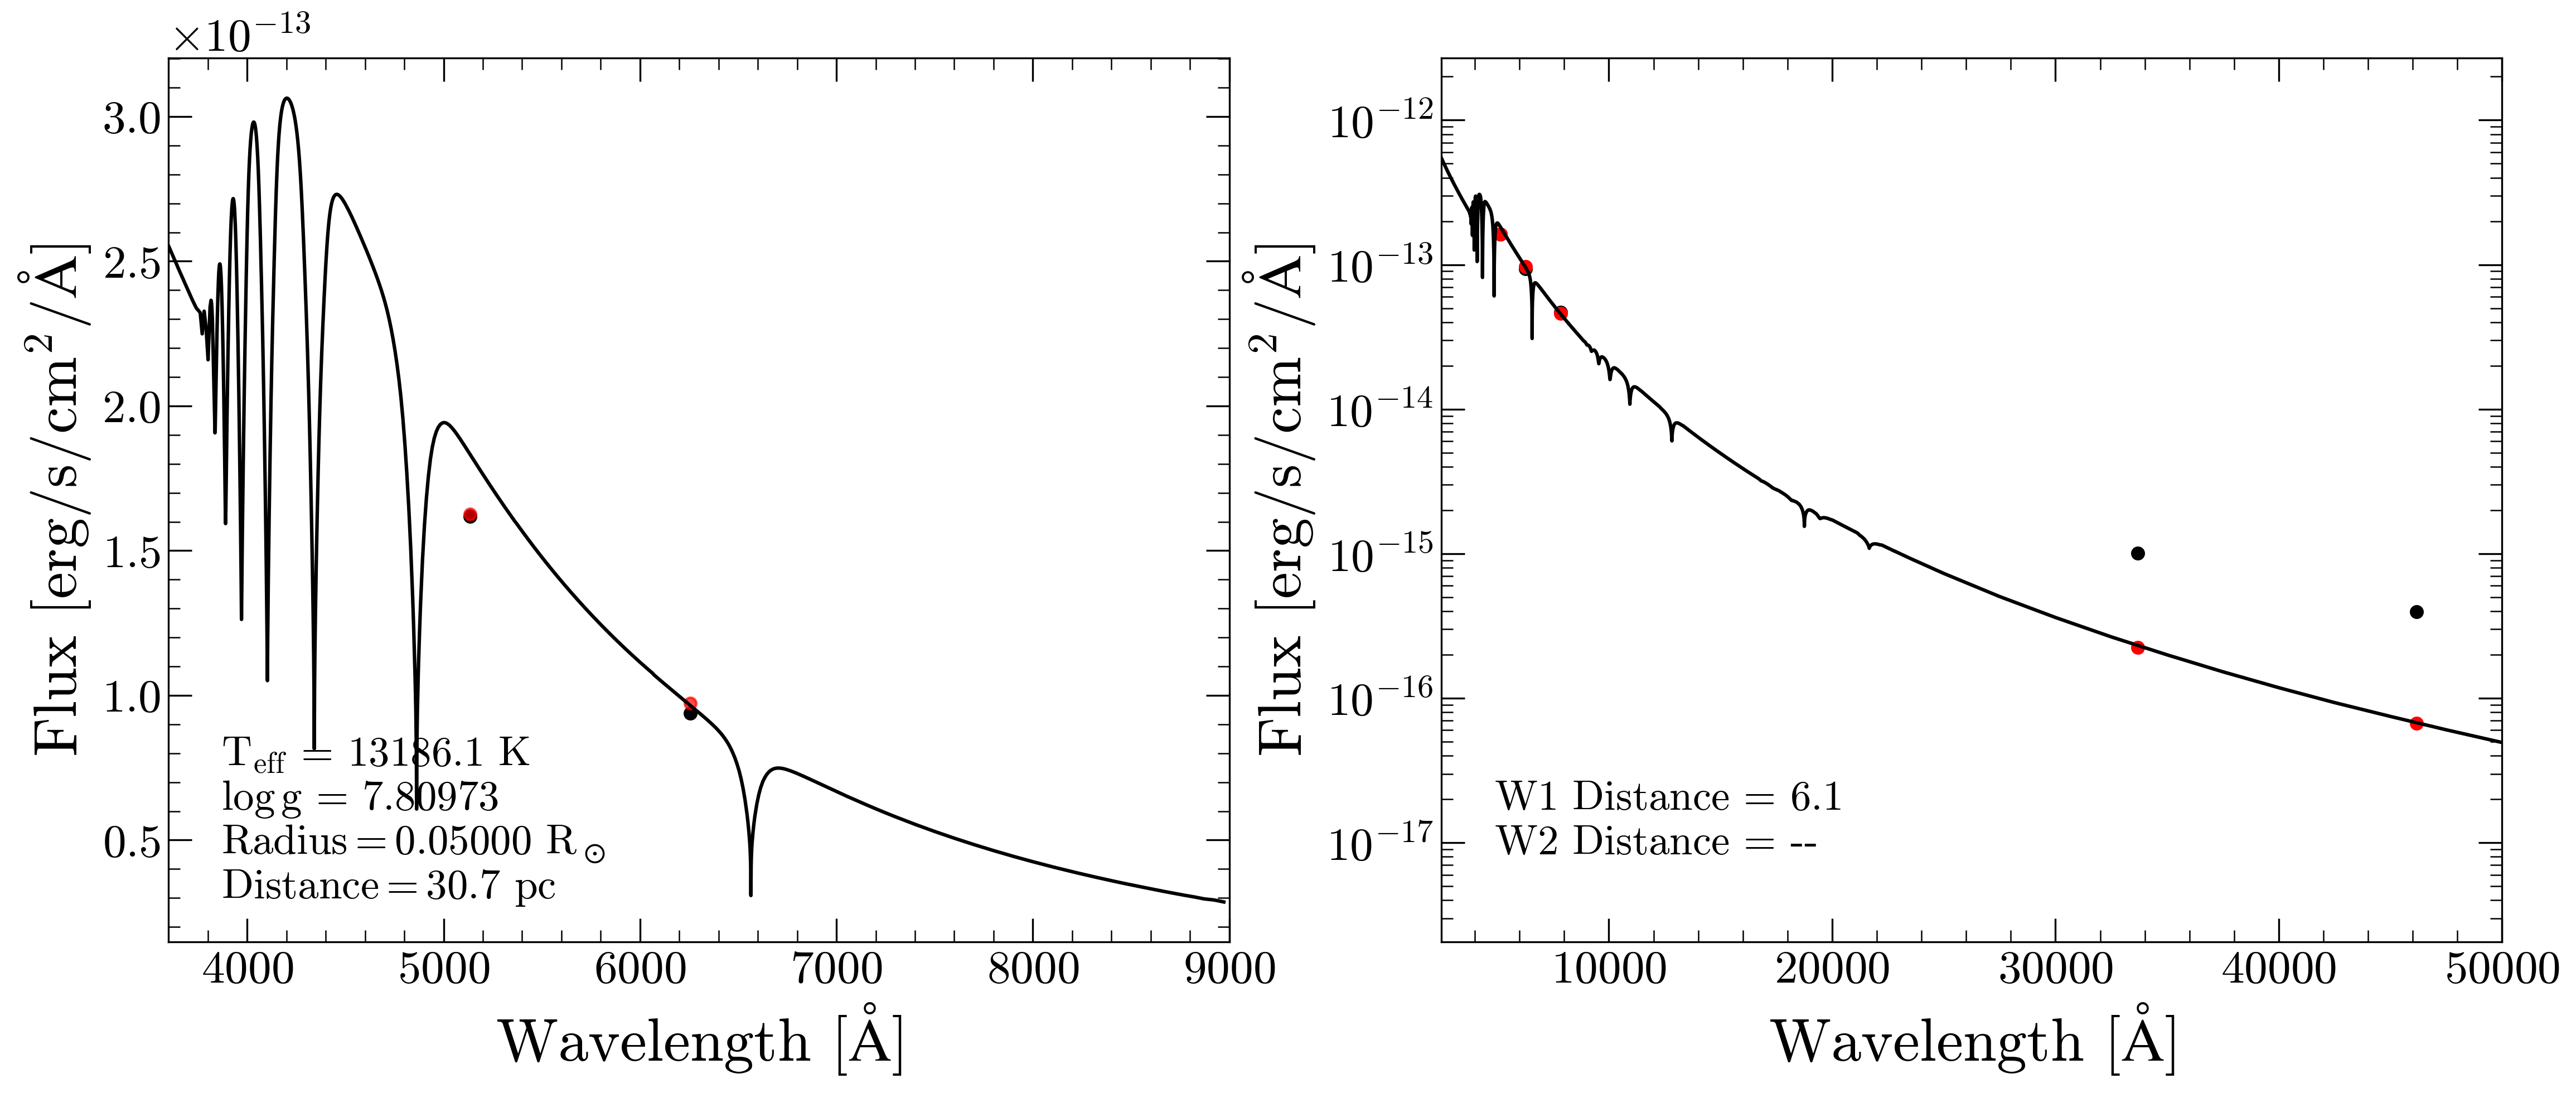 ×10⁻¹³
Flux [erg/s/cm²/Å]
3.0
2.5
2.0
1.5
1.0
0.5
T_eff = 13186.1 K
log g = 7.80973
Radius = 0.05000 R_⊙
Distance = 30.7 pc
4000 5000 6000 7000 8000 9000
Wavelength [Å]
Flux [erg/s/cm²/Å]
10⁻¹²
10⁻¹³
10⁻¹⁴
10⁻¹⁵
10⁻¹⁶
10⁻¹⁷
W1 Distance = 6.1
W2 Distance = --
10000 20000 30000 40000 50000
Wavelength [Å]